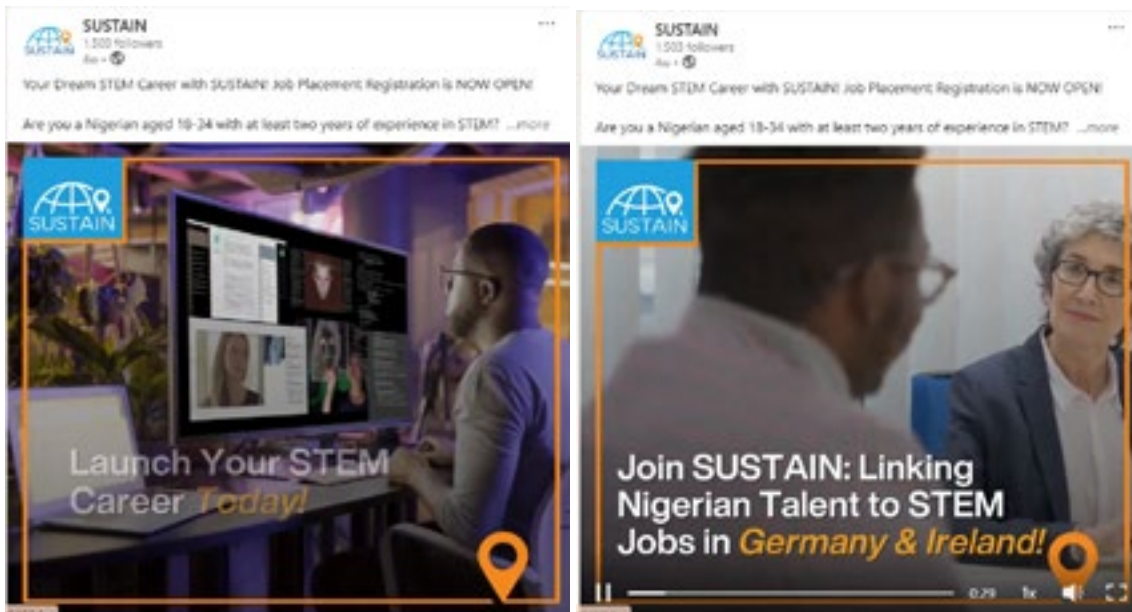 SUSTAIN
SUSTAIN
1,503 followers
Your Dream STEM Career with SUSTAIN! Job Placement Registration is NOW OPEN!
Are you a Nigerian aged 18-34 with at least two years of experience in STEM? ...more
SUSTAIN
Launch Your STEM
Career Today!
SUSTAIN
SUSTAIN
1,503 followers
Your Dream STEM Career with SUSTAIN! Job Placement Registration is NOW OPEN!
Are you a Nigerian aged 18-34 with at least two years of experience in STEM? ...more
SUSTAIN
Join SUSTAIN: Linking
Nigerian Talent to STEM
Jobs in Germany & Ireland!
0:29 1x